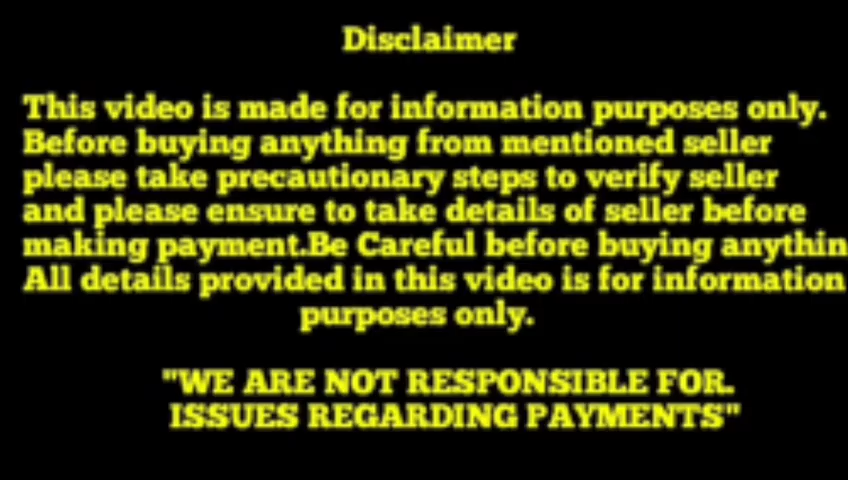 Disclaimer
This video is made for information purposes only.
Before buying anything from mentioned seller
please take precautionary steps to verify seller
and please ensure to take details of seller before
making payment.Be Careful before buying anythin
All details provided in this video is for information
purposes only.
"WE ARE NOT RESPONSIBLE FOR.
ISSUES REGARDING PAYMENTS"